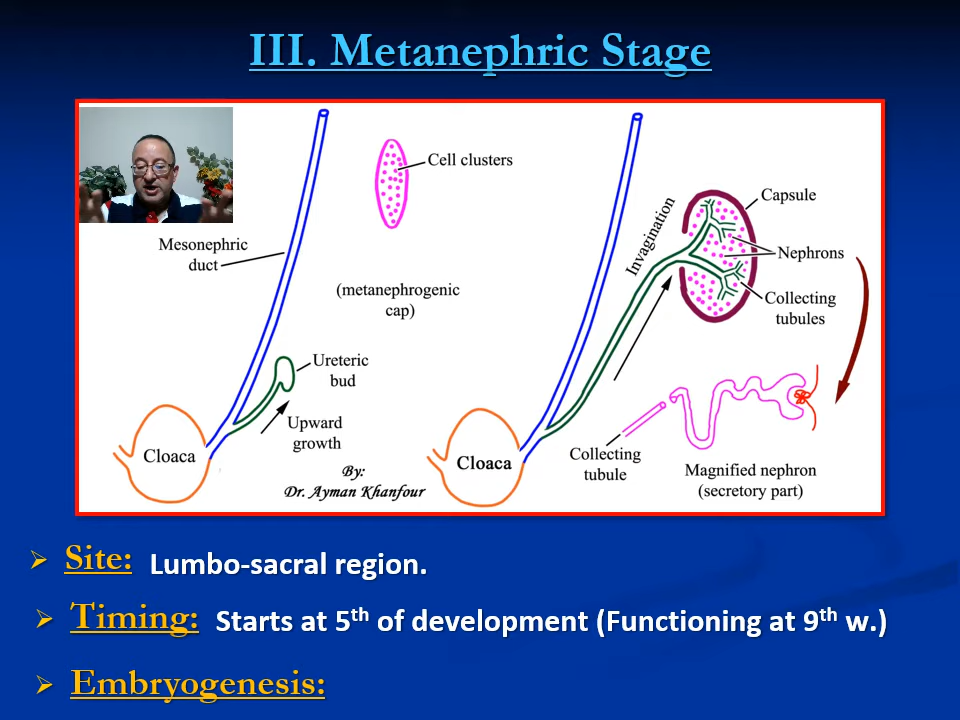 III. Metanephric Stage
Cell clusters
Mesonephric
duct
(metanephrogenic
cap)
Ureteric
bud
Upward
growth
Cloaca
By:
Dr. Ayman Khanfour
Invagination
Capsule
Nephrons
Collecting
tubules
Cloaca
Collecting
tubule
Magnified nephron
(secretory part)
Site: Lumbo-sacral region.
Timing: Starts at 5th of development (Functioning at 9th w.)
Embryogenesis: